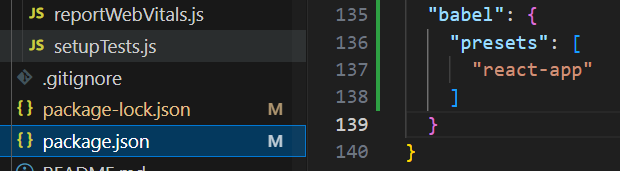 JS reportWebVitals.js
JS setupTests.js
.gitignore
{} package-lock.json M
{} package.json M
README.md
135 "babel": {
136 "presets": [
137 "react-app"
138 ]
139 }
140 }